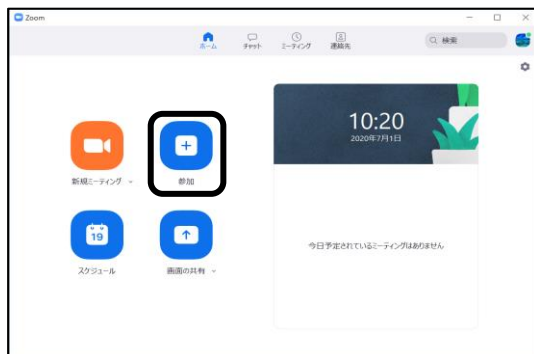 Zoom
ホーム
チャット
ミーティング
連絡先
検索
新規ミーティング
参加
19
スケジュール
画面の共有
10:20
2020年7月1日
今日予定されているミーティングはありません